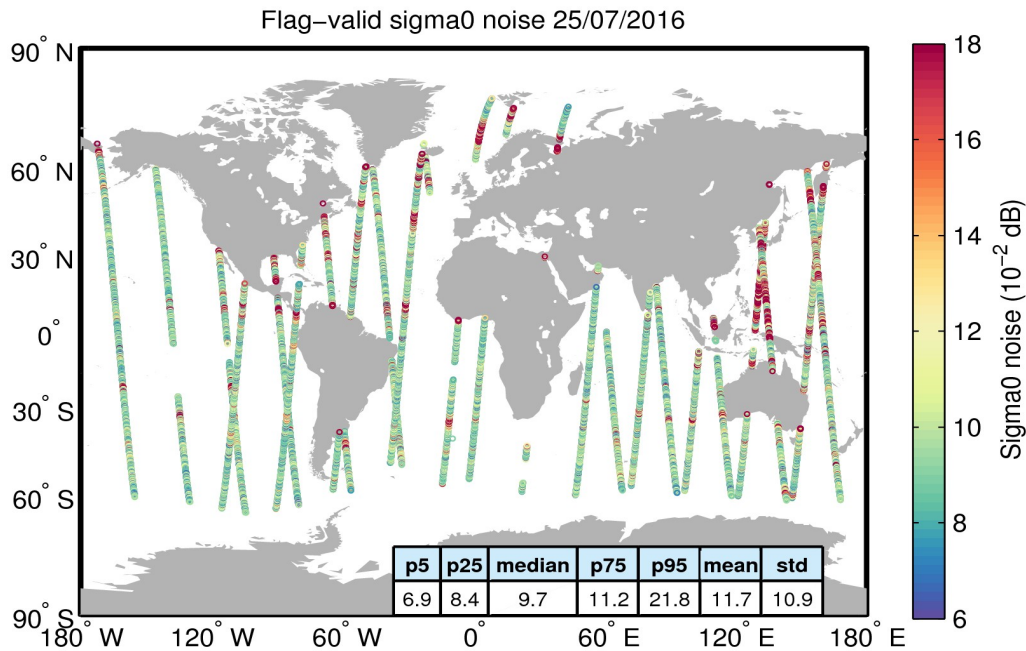 Flag−valid sigma0 noise 25/07/2016
90° N
60° N
30° N
0°
30° S
60° S
90° S
180° W
120° W
60° W
0°
60° E
120° E
180° E
p5 p25 median p75 p95 mean std
6.9 8.4 9.7 11.2 21.8 11.7 10.9
18
16
14
12
10
8
6
Sigma0 noise (10⁻² dB)